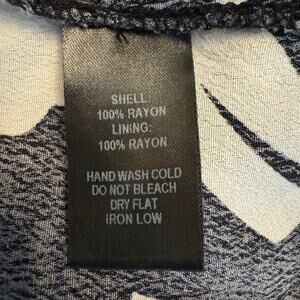 SHELL:
100% RAYON
LINING:
100% RAYON
HAND WASH COLD
DO NOT BLEACH
DRY FLAT
IRON LOW